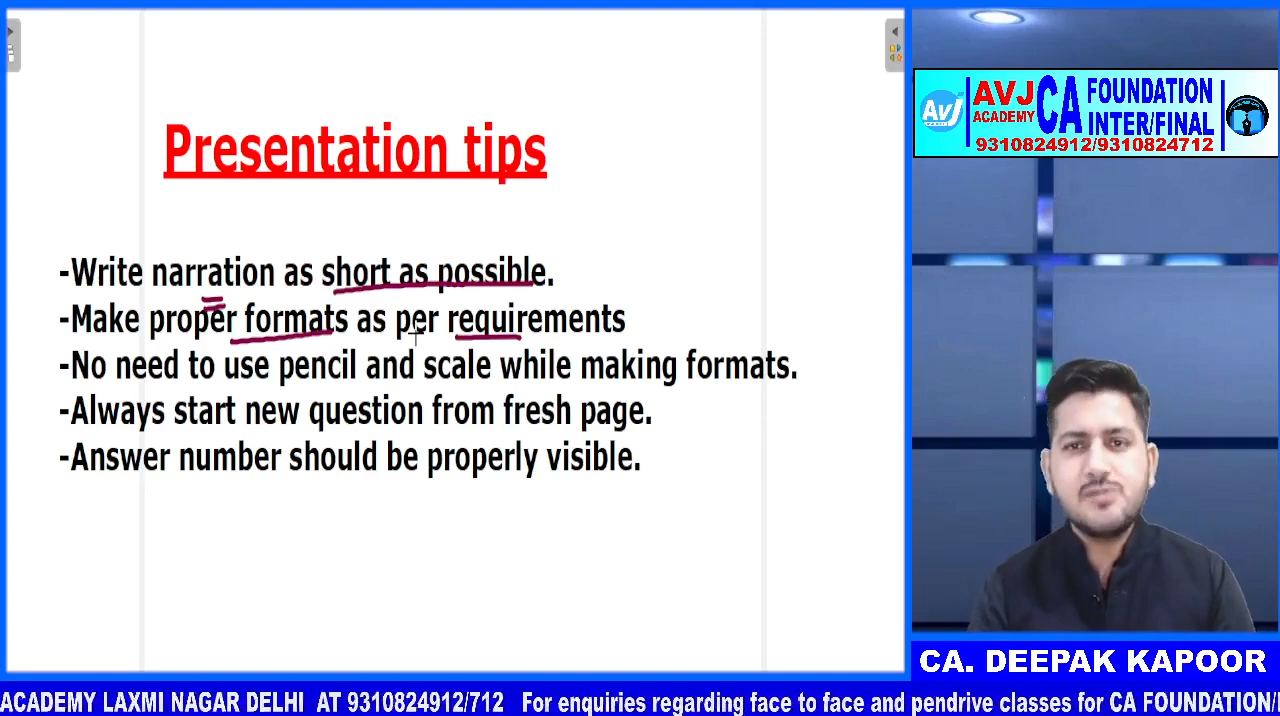 Presentation tips
-Write narration as short as possible.
-Make proper formats as per requirements
-No need to use pencil and scale while making formats.
-Always start new question from fresh page.
-Answer number should be properly visible.
AvJ
AVJ
ACADEMY
CA
FOUNDATION
INTER/FINAL
9310824912/9310824712
CA. DEEPAK KAPOOR
ACADEMY LAXMI NAGAR DELHI AT 9310824912/712 For enquiries regarding face to face and pendrive classes for CA FOUNDATION/